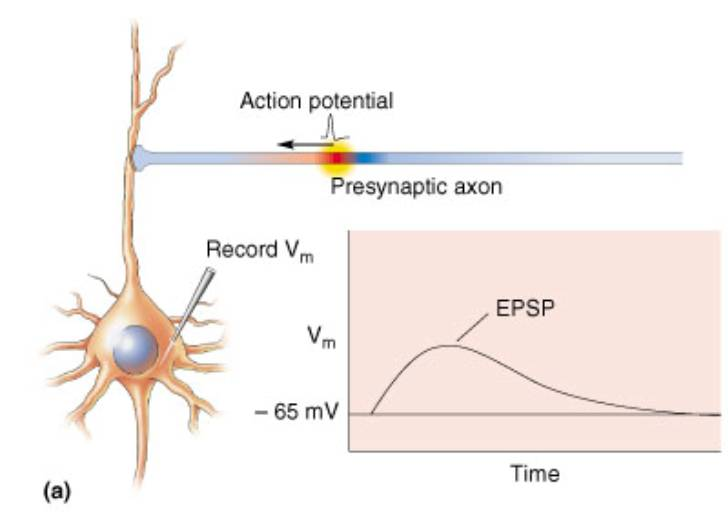 Action potential
Presynaptic axon
Record Vm
EPSP
Vm
– 65 mV
Time
(a)